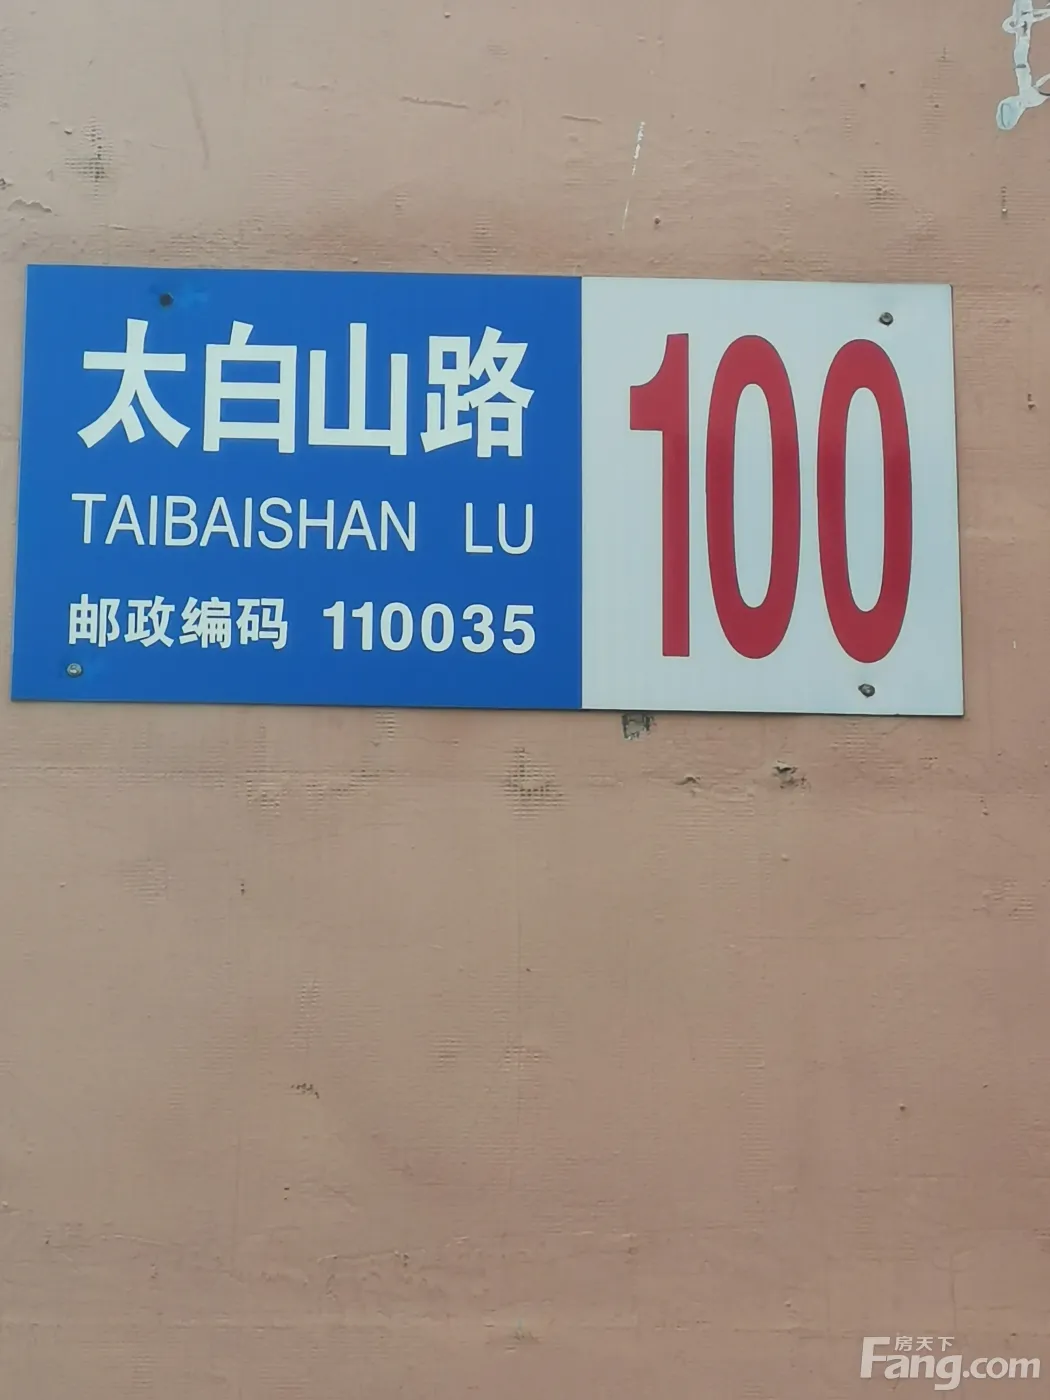 太白山路
TAIBAISHAN LU
邮政编码 110035
100
房天下
Fang.com